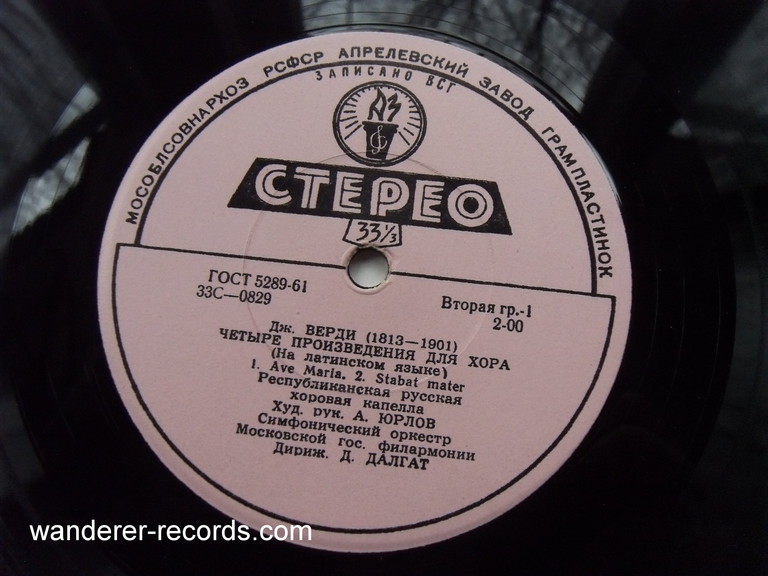 МОСОБЛСОВНАРХОЗ РСФСР АПРЕЛЕВСКИЙ ЗАВОД ГРАМПЛАСТИНОК
ЗАПИСАНО ВСГ
АЗ
СТЕРЕО
33⅓
ГОСТ 5289-61
33С—0829
Вторая гр.-1
2-00
Дж. ВЕРДИ (1813—1901)
ЧЕТЫРЕ ПРОИЗВЕДЕНИЯ ДЛЯ ХОРА
(На латинском языке)
1. Ave Maria. 2. Stabat mater
Республиканская русская
хоровая капелла
Худ. рук. А. ЮРЛОВ
Симфонический оркестр
Московской гос. филармонии
Дириж. Д. ДАЛГАТ
wanderer-records.com